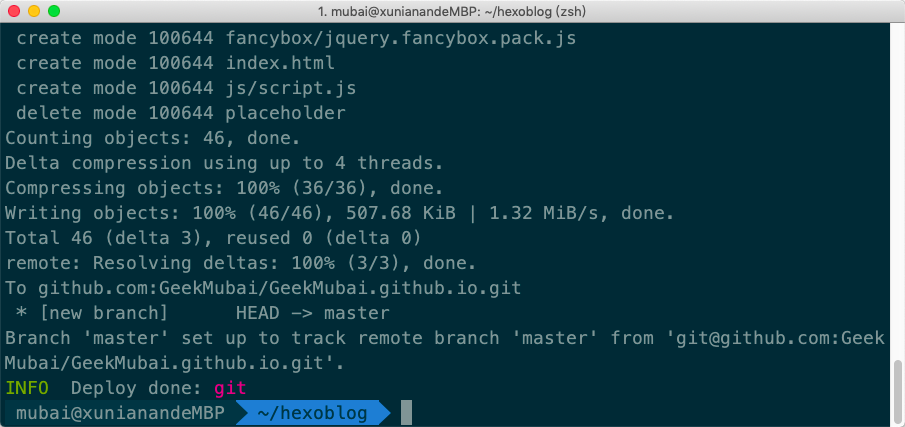 1. mubai@xunianandeMBP: ~/hexoblog (zsh)
create mode 100644 fancybox/jquery.fancybox.pack.js
create mode 100644 index.html
create mode 100644 js/script.js
delete mode 100644 placeholder
Counting objects: 46, done.
Delta compression using up to 4 threads.
Compressing objects: 100% (36/36), done.
Writing objects: 100% (46/46), 507.68 KiB | 1.32 MiB/s, done.
Total 46 (delta 3), reused 0 (delta 0)
remote: Resolving deltas: 100% (3/3), done.
To github.com:GeekMubai/GeekMubai.github.io.git
 * [new branch]      HEAD -> master
Branch 'master' set up to track remote branch 'master' from 'git@github.com:Geek
Mubai/GeekMubai.github.io.git'.
INFO  Deploy done: git
mubai@xunianandeMBP ~/hexoblog